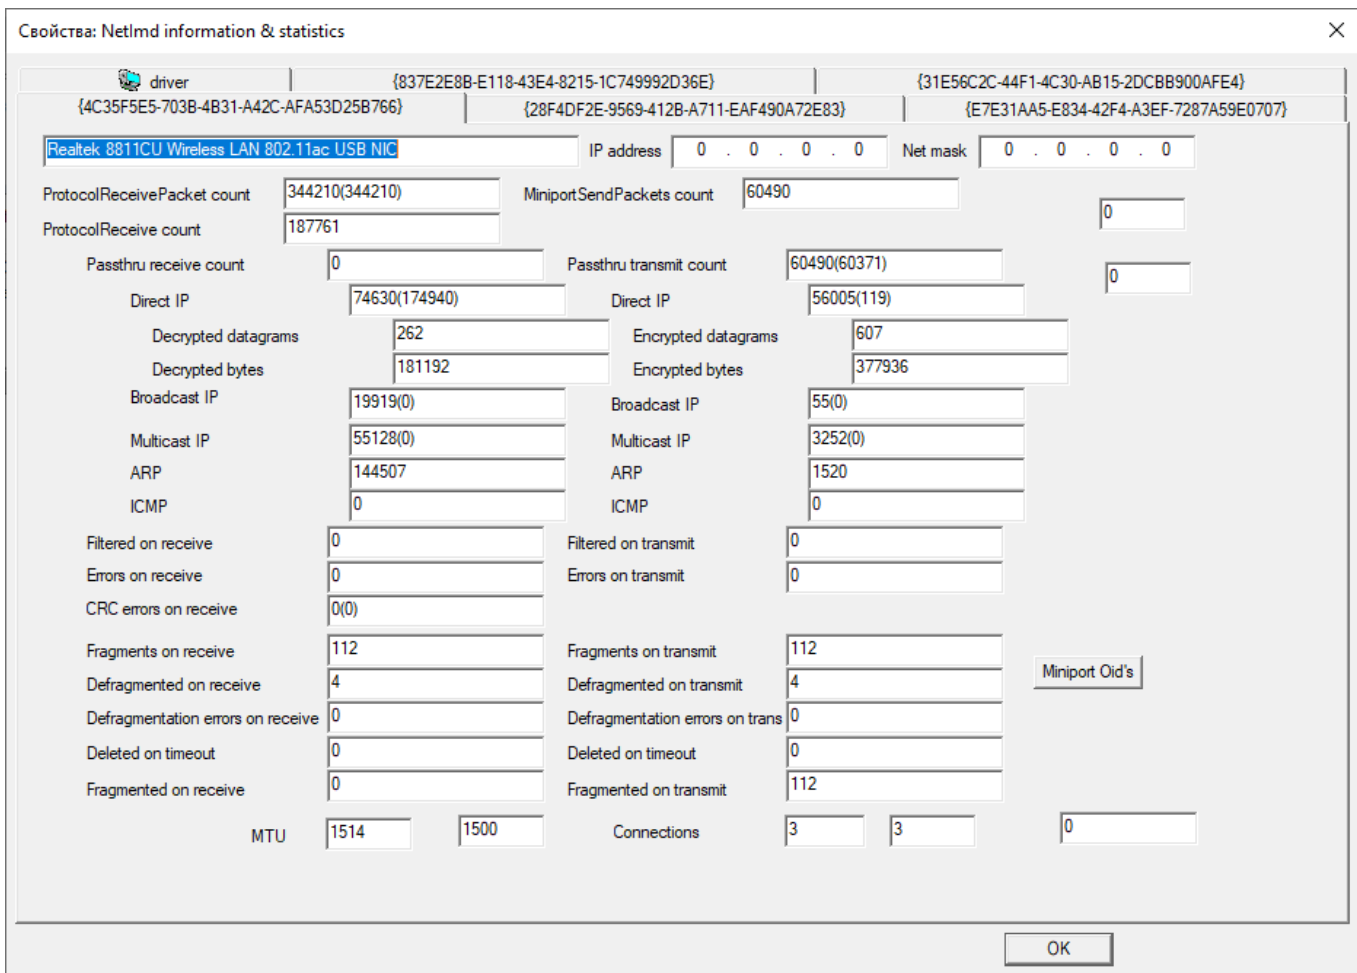 Свойства: NetImd information & statistics
driver
{837E2E8B-E118-43E4-8215-1C749992D36E}
{31E56C2C-44F1-4C30-AB15-2DCBB900AFE4}
{4C35F5E5-703B-4B31-A42C-AFA53D25B766}
{28F4DF2E-9569-412B-A711-EAF490A72E83}
{E7E31AA5-E834-42F4-A3EF-7287A59E0707}
Realtek 8811CU Wireless LAN 802.11ac USB NIC
IP address 0 . 0 . 0 . 0
Net mask 0 . 0 . 0 . 0
ProtocolReceivePacket count 344210(344210)
MiniportSendPackets count 60490
0
ProtocolReceive count 187761
Passthru receive count 0
Passthru transmit count 60490(60371)
0
Direct IP 74630(174940)
Direct IP 56005(119)
Decrypted datagrams 262
Encrypted datagrams 607
Decrypted bytes 181192
Encrypted bytes 377936
Broadcast IP 19919(0)
Broadcast IP 55(0)
Multicast IP 55128(0)
Multicast IP 3252(0)
ARP 144507
ARP 1520
ICMP 0
ICMP 0
Filtered on receive 0
Filtered on transmit 0
Errors on receive 0
Errors on transmit 0
CRC errors on receive 0(0)
Fragments on receive 112
Fragments on transmit 112
Miniport Oid's
Defragmented on receive 4
Defragmented on transmit 4
Defragmentation errors on receive 0
Defragmentation errors on trans 0
Deleted on timeout 0
Deleted on timeout 0
Fragmented on receive 0
Fragmented on transmit 112
MTU 1514 1500
Connections 3 3 0
OK